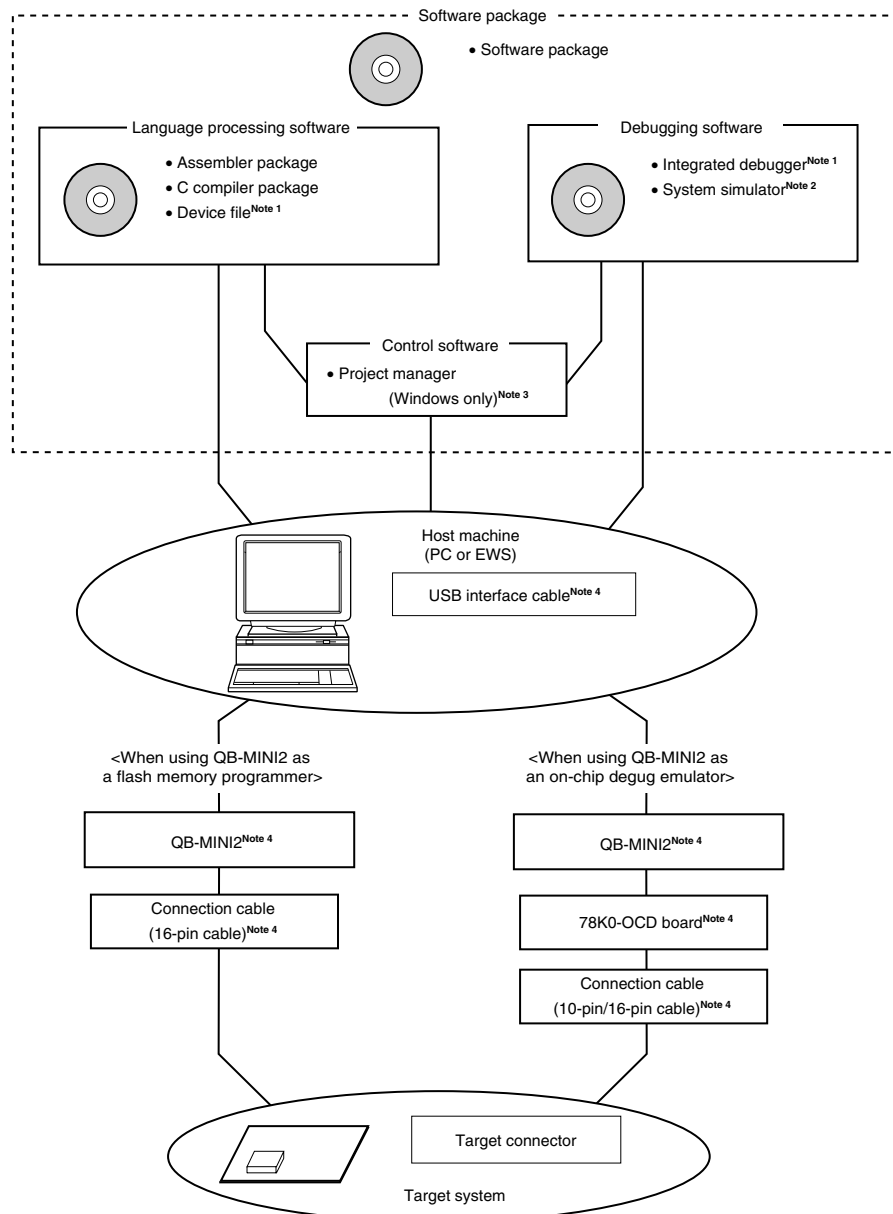 Software package
• Software package
Language processing software
• Assembler package
• C compiler package
• Device fileNote 1
Debugging software
• Integrated debuggerNote 1
• System simulatorNote 2
Control software
• Project manager
(Windows only)Note 3
Host machine
(PC or EWS)
USB interface cableNote 4
<When using QB-MINI2 as
a flash memory programmer>
<When using QB-MINI2 as
an on-chip degug emulator>
QB-MINI2Note 4
QB-MINI2Note 4
Connection cable
(16-pin cable)Note 4
78K0-OCD boardNote 4
Connection cable
(10-pin/16-pin cable)Note 4
Target connector
Target system